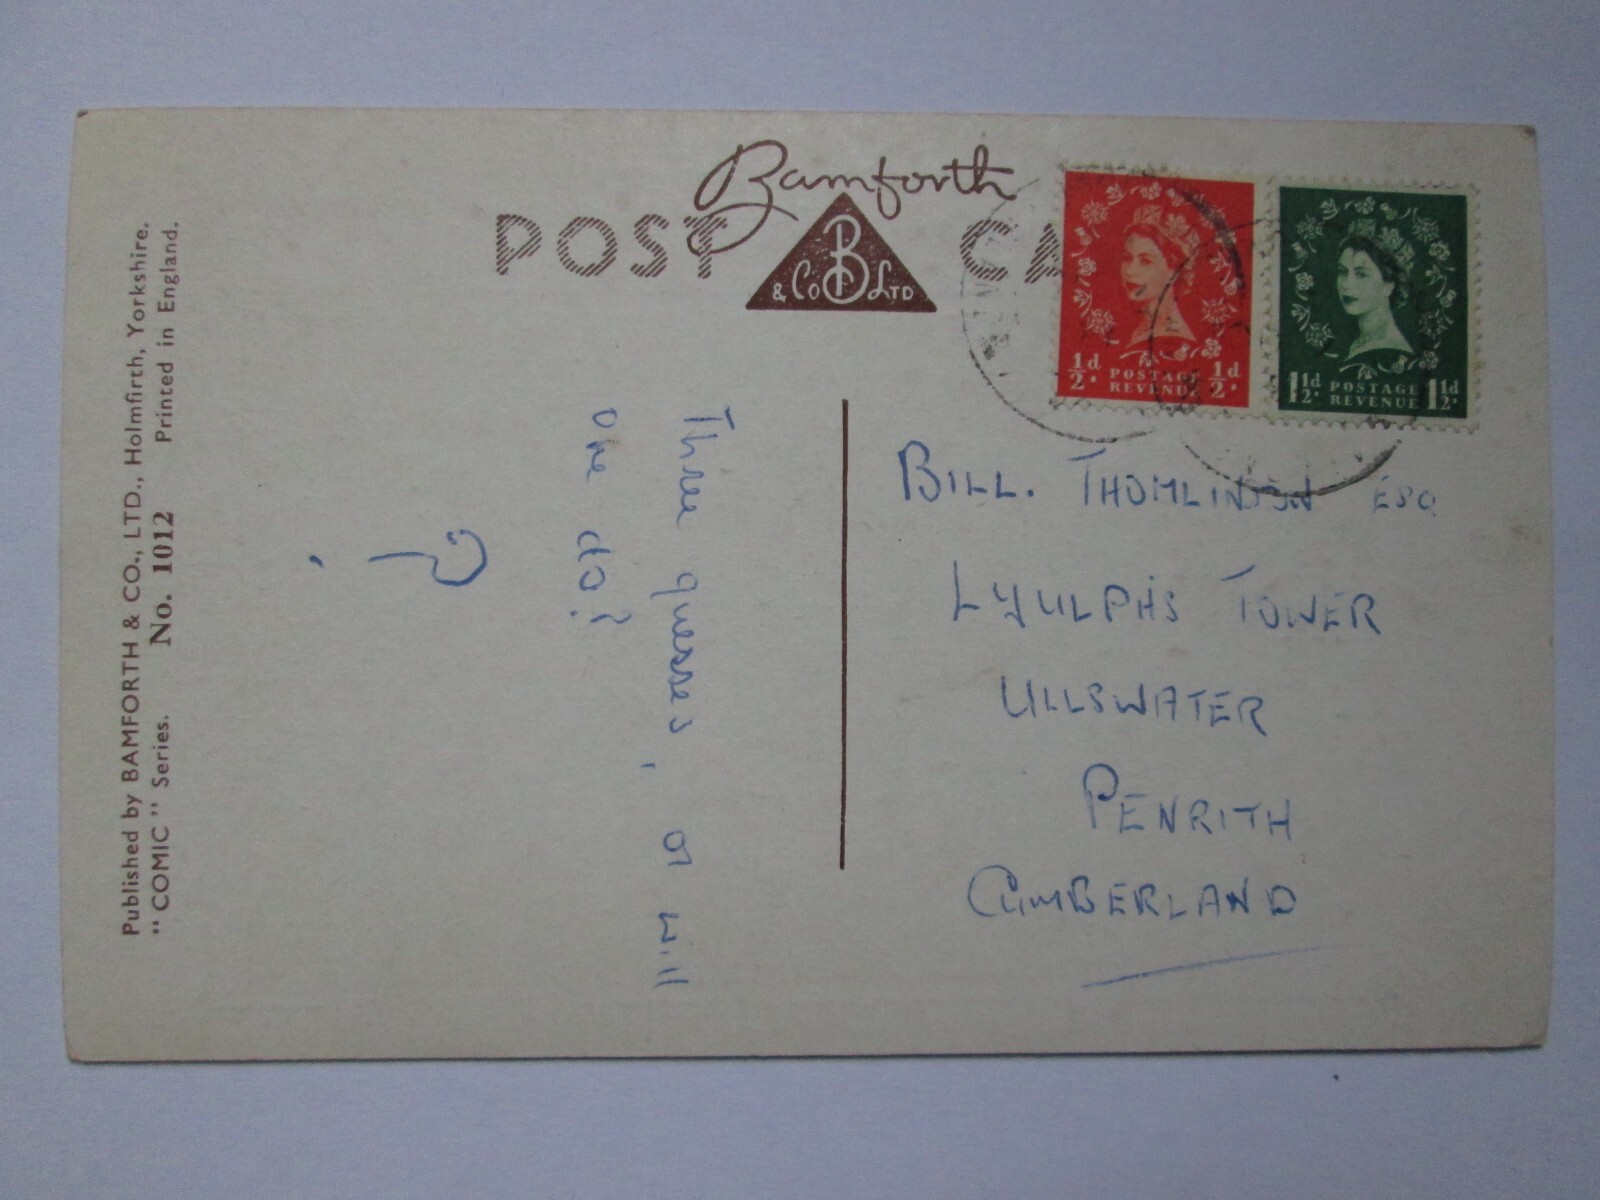 Bamforth
POST CA
B
& Co Ltd
½d. POSTAGE REVENUE ½d.
1½d. POSTAGE REVENUE 1½d.
BILL. THOMLINSON ESQ
LYULPH'S TOWER
ULLSWATER
PENRITH
CUMBERLAND
Three guesses, or will
one do?
?
Published by BAMFORTH & CO., LTD., Holmfirth, Yorkshire.
"COMIC" Series. No. 1012 Printed in England.